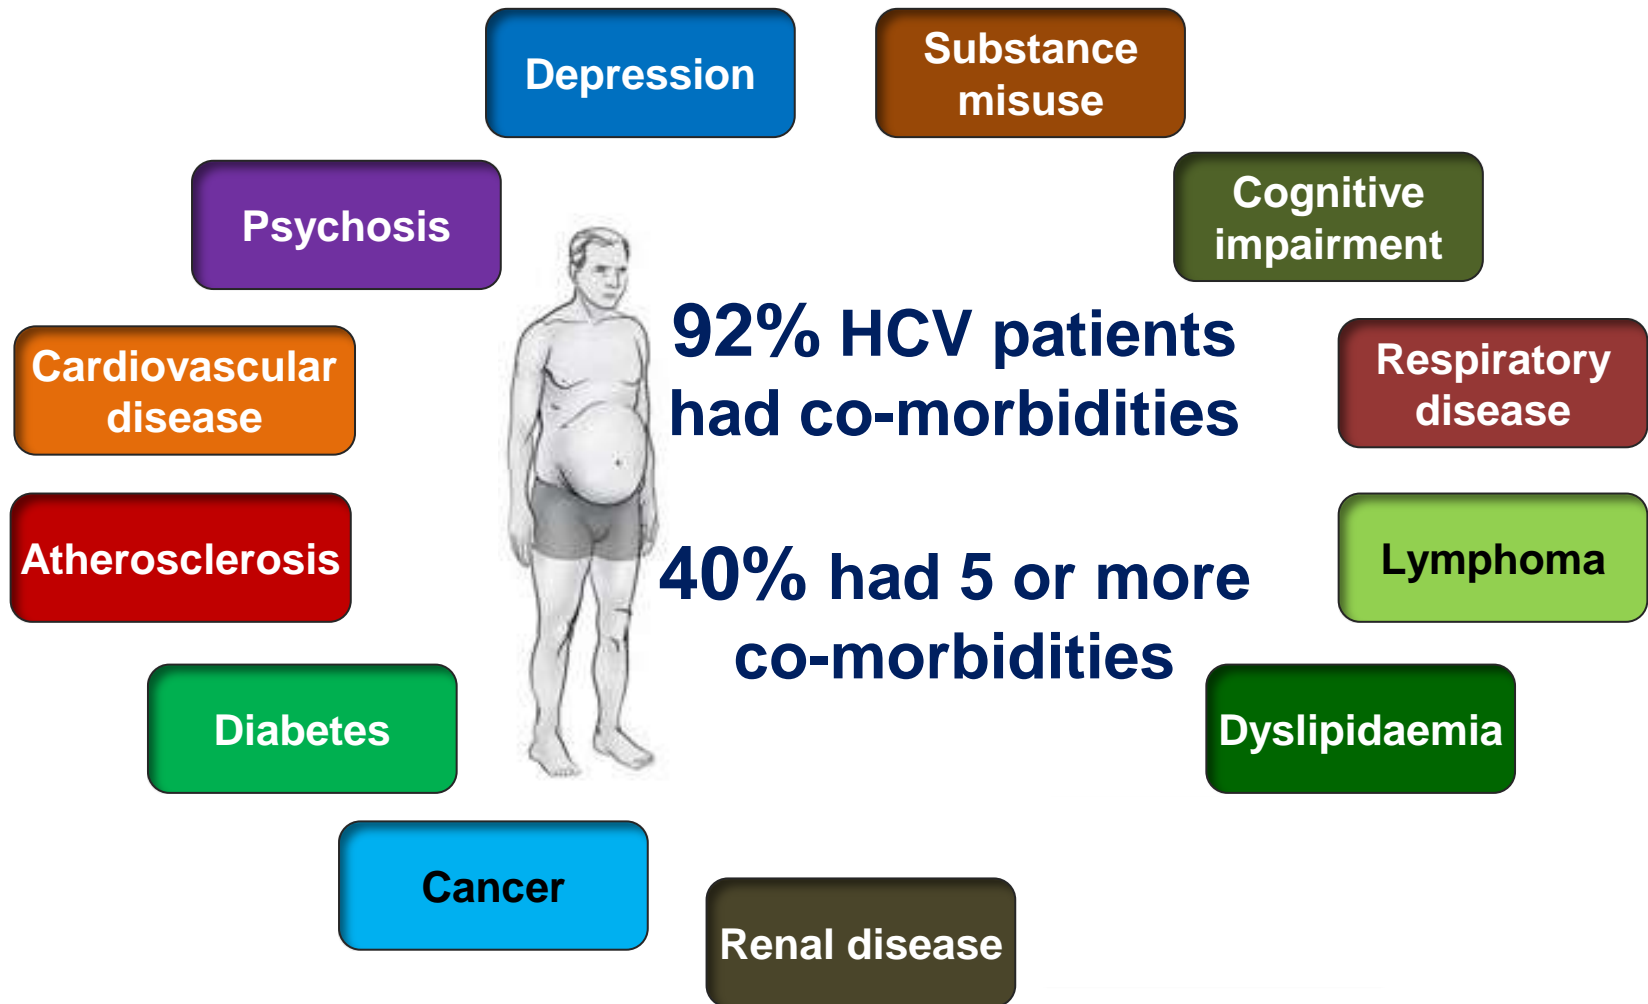 Depression
Substance
misuse
Psychosis
Cognitive
impairment
Cardiovascular
disease
92% HCV patients
had co-morbidities
Respiratory
disease
Atherosclerosis
40% had 5 or more
co-morbidities
Lymphoma
Diabetes
Dyslipidaemia
Cancer
Renal disease